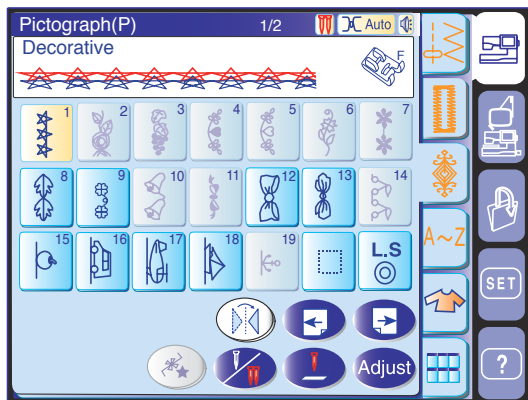 Pictograph(P) 1/2 Auto
Decorative
F
1 2 3 4 5 6 7
8 9 10 11 12 13 14
A~Z
15 16 17 18 19 L.S
SET
Adjust
?